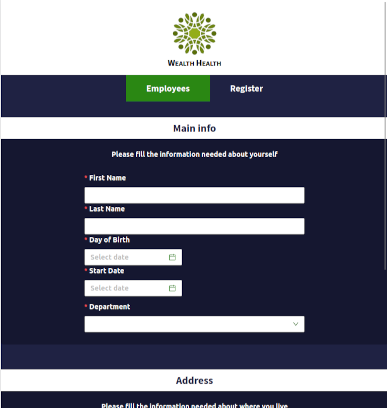 WEALTH HEALTH
Employees Register
Main info
Please fill the information needed about yourself
* First Name
* Last Name
* Day of Birth
Select date
* Start Date
Select date
* Department
Address
Please fill the information needed about where you live